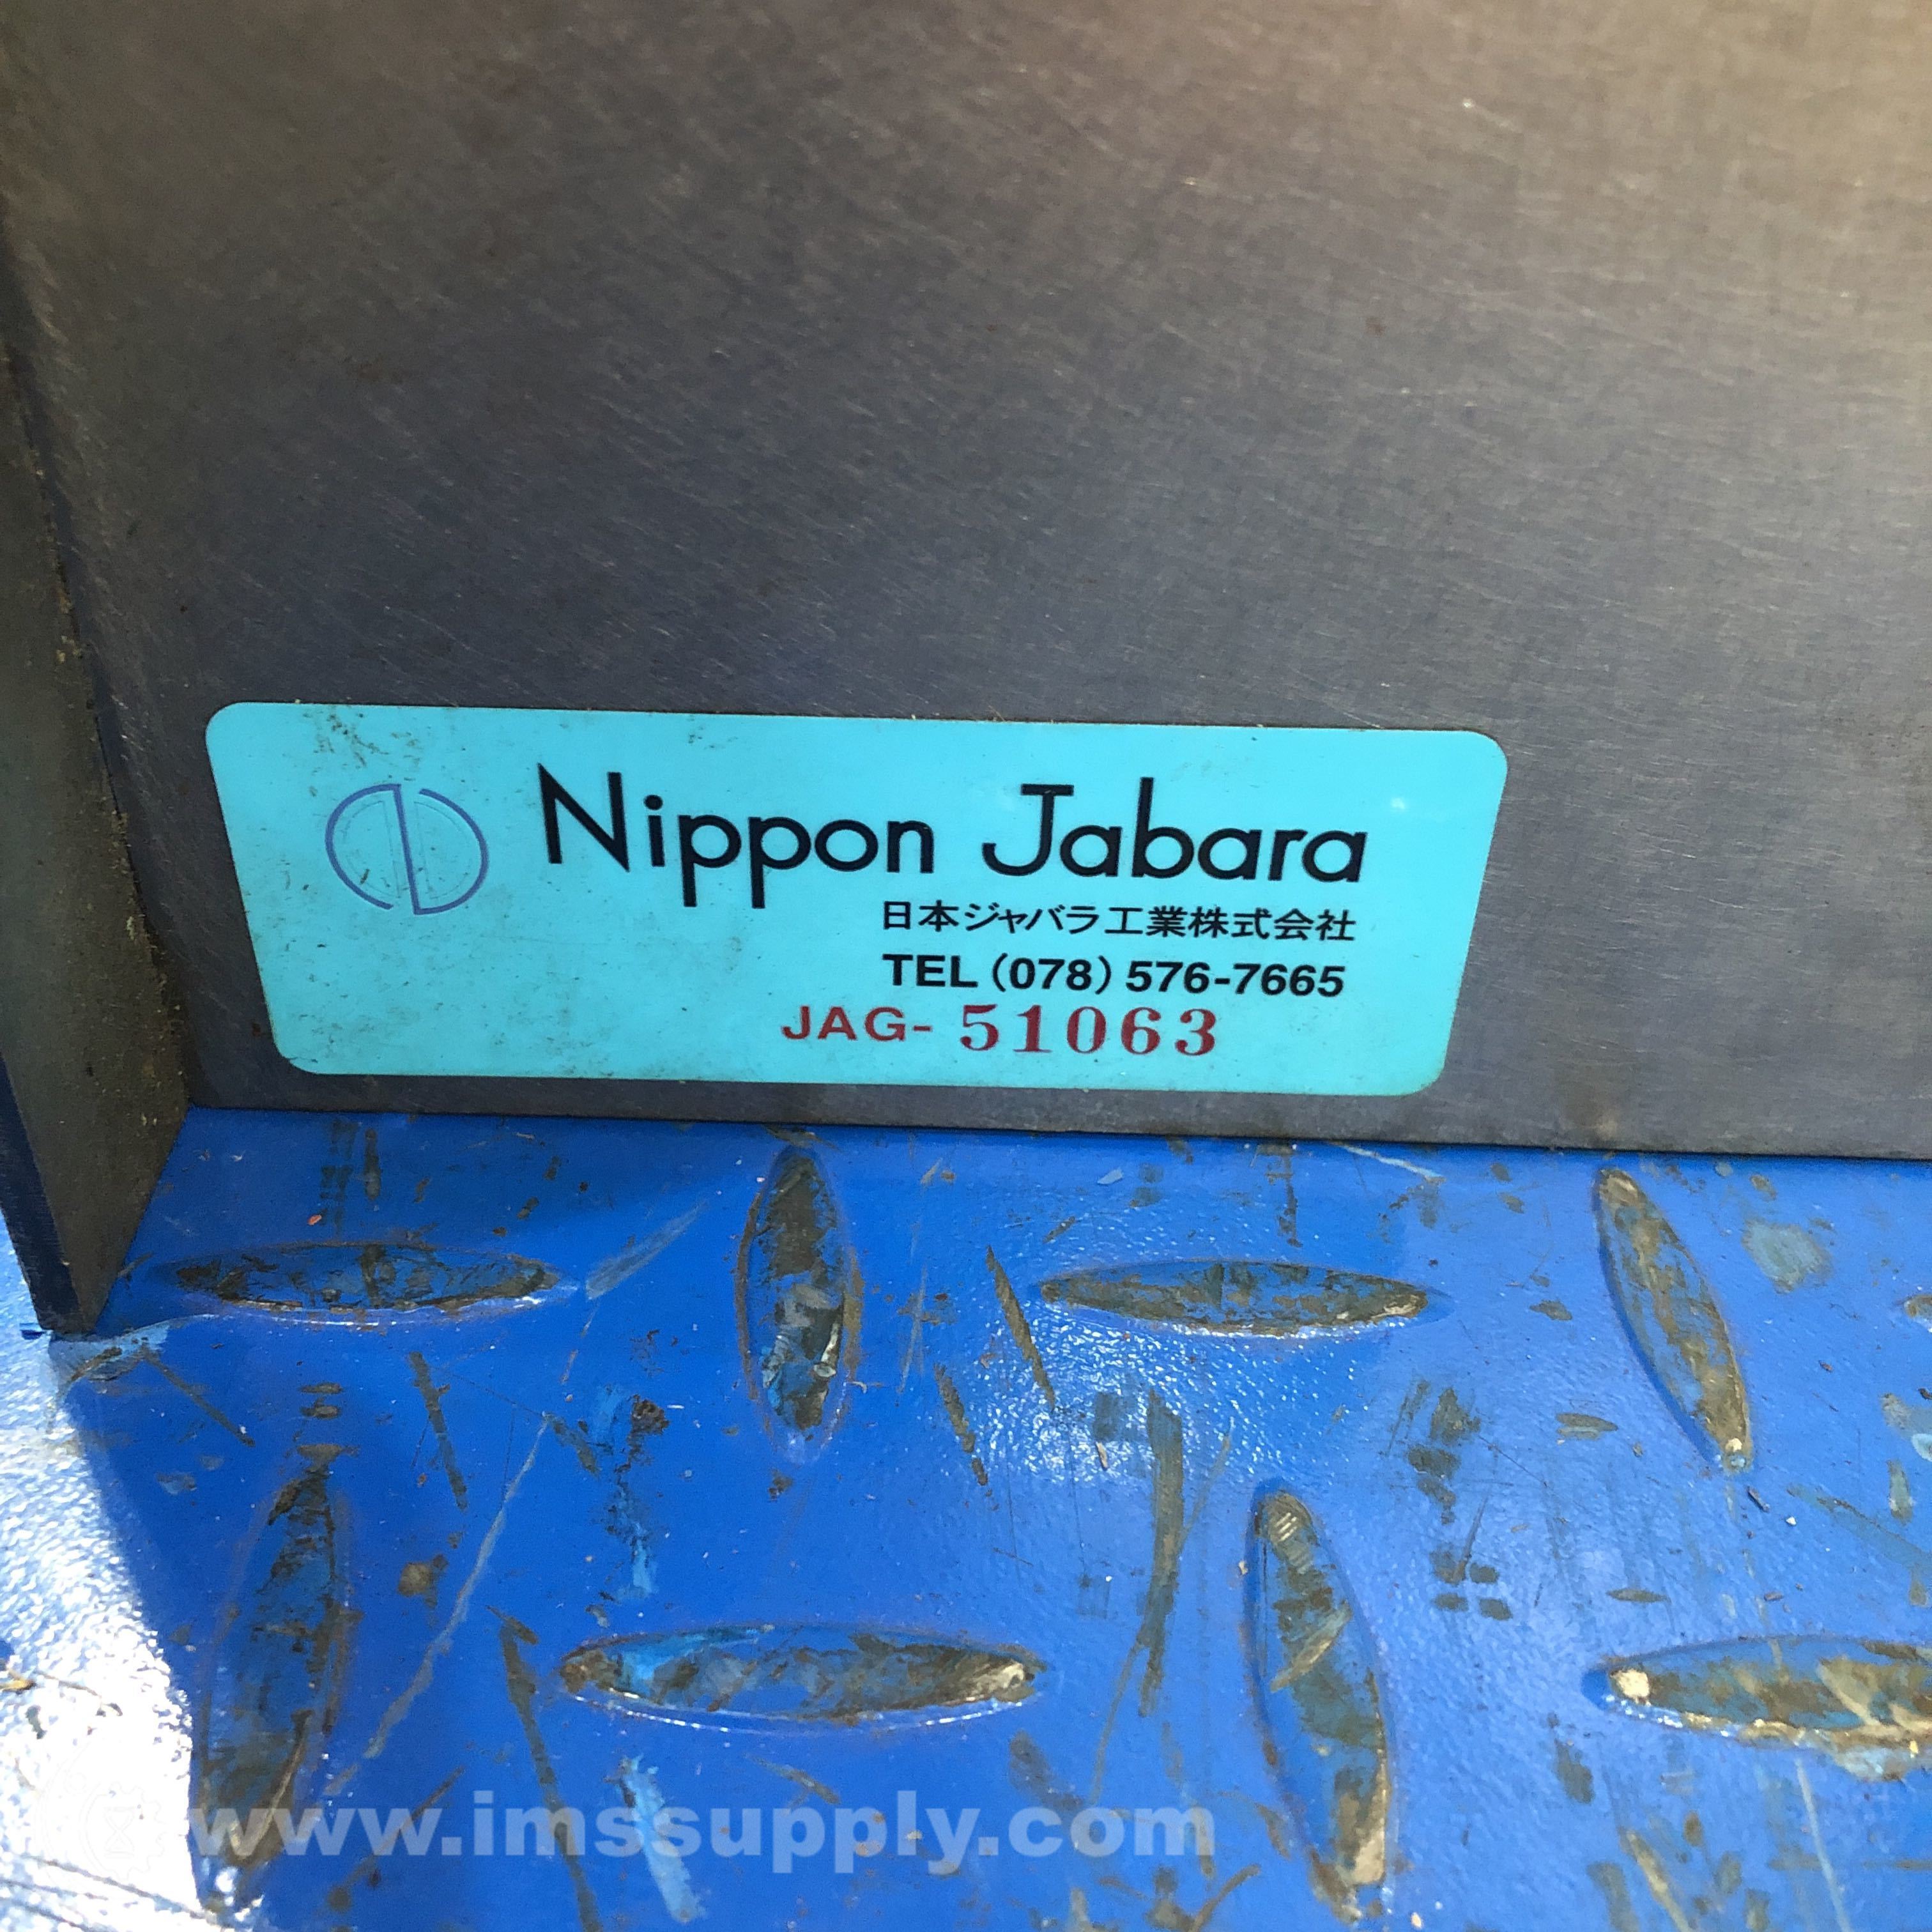 Nippon Jabara
日本ジャバラ工業株式会社
TEL (078) 576-7665
JAG- 51063
www.imssupply.com